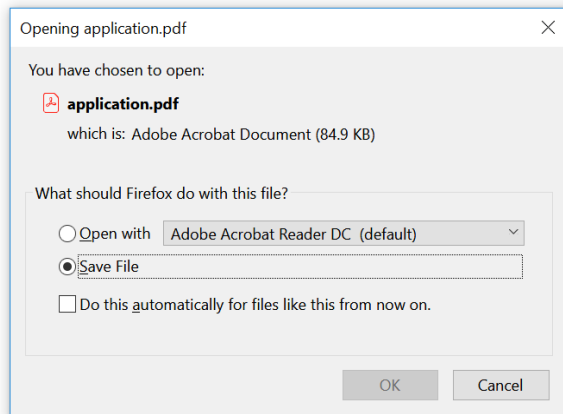 Opening application.pdf
You have chosen to open:
application.pdf
which is: Adobe Acrobat Document (84.9 KB)
What should Firefox do with this file?
Open with Adobe Acrobat Reader DC (default)
Save File
Do this automatically for files like this from now on.
OK Cancel